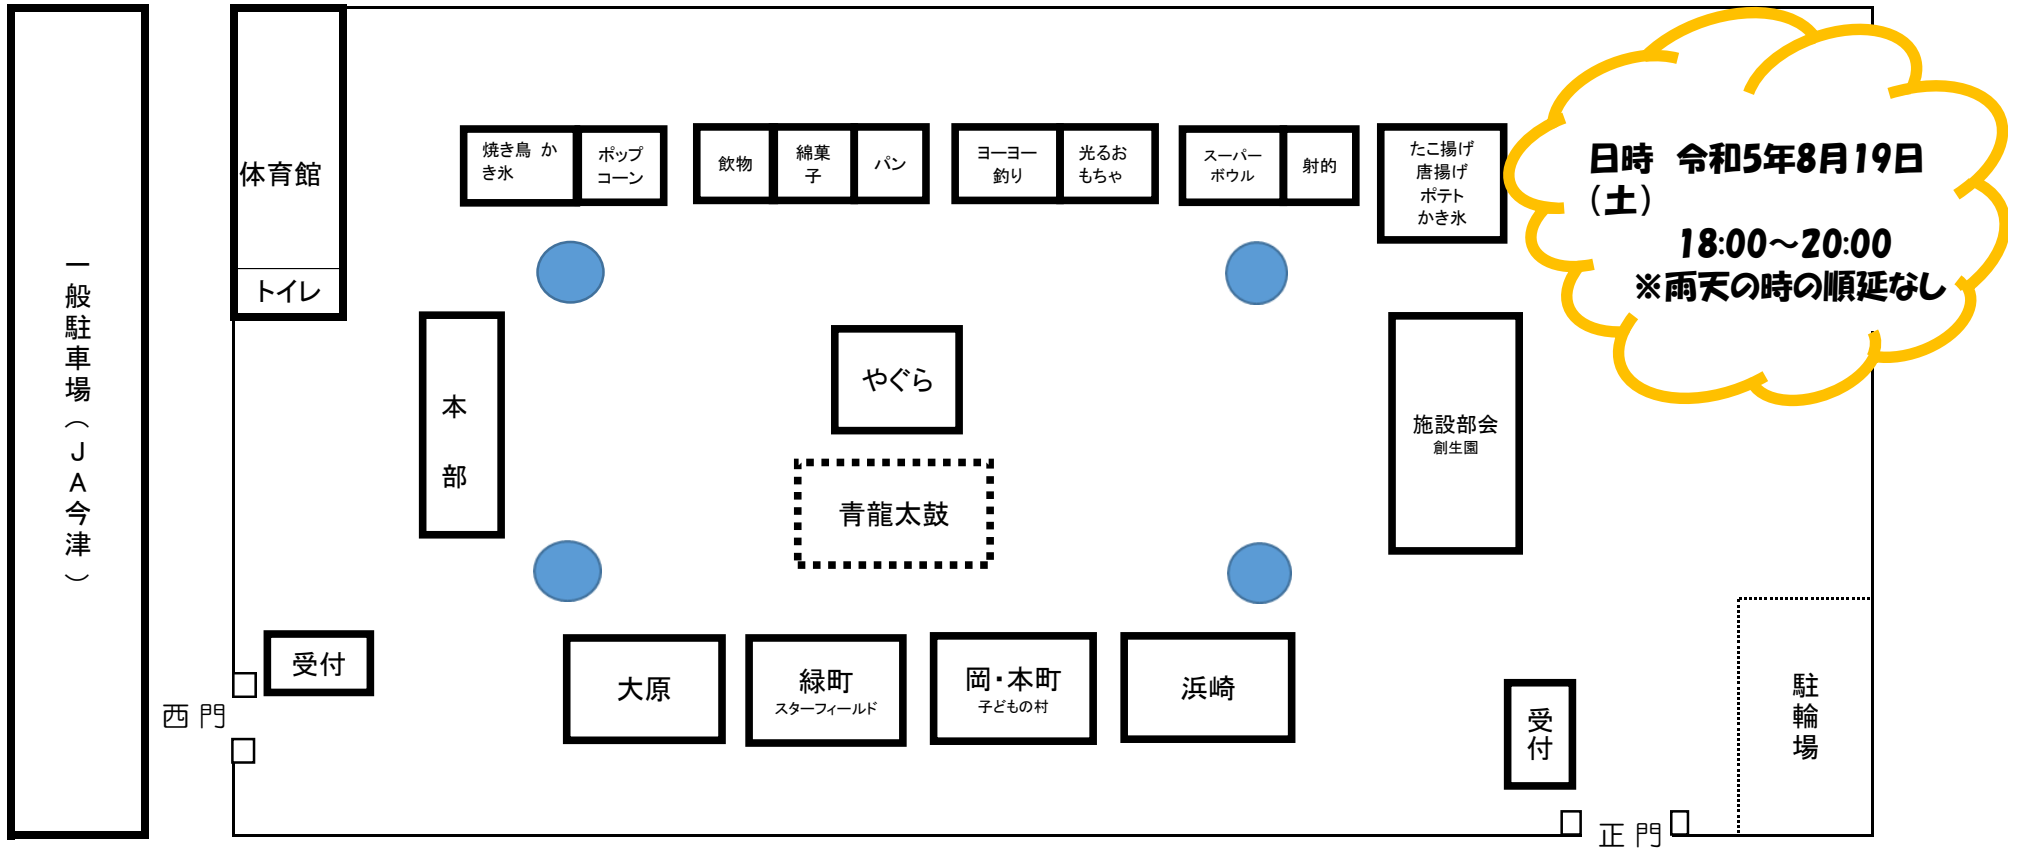 一般駐車場（ＪＡ今津）
体育館
トイレ
焼き鳥 か
き氷
ポップ
コーン
飲物
綿菓
子
パン
ヨーヨー
釣り
光るお
もちゃ
スーパー
ボウル
射的
たこ揚げ
唐揚げ
ポテト
かき氷
日時 令和5年8月19日
(土)
18:00～20:00
※雨天の時の順延なし
本
部
やぐら
青龍太鼓
施設部会
創生園
受付
西門
大原
緑町
スターフィールド
岡・本町
子どもの村
浜崎
受付
駐輪場
正門